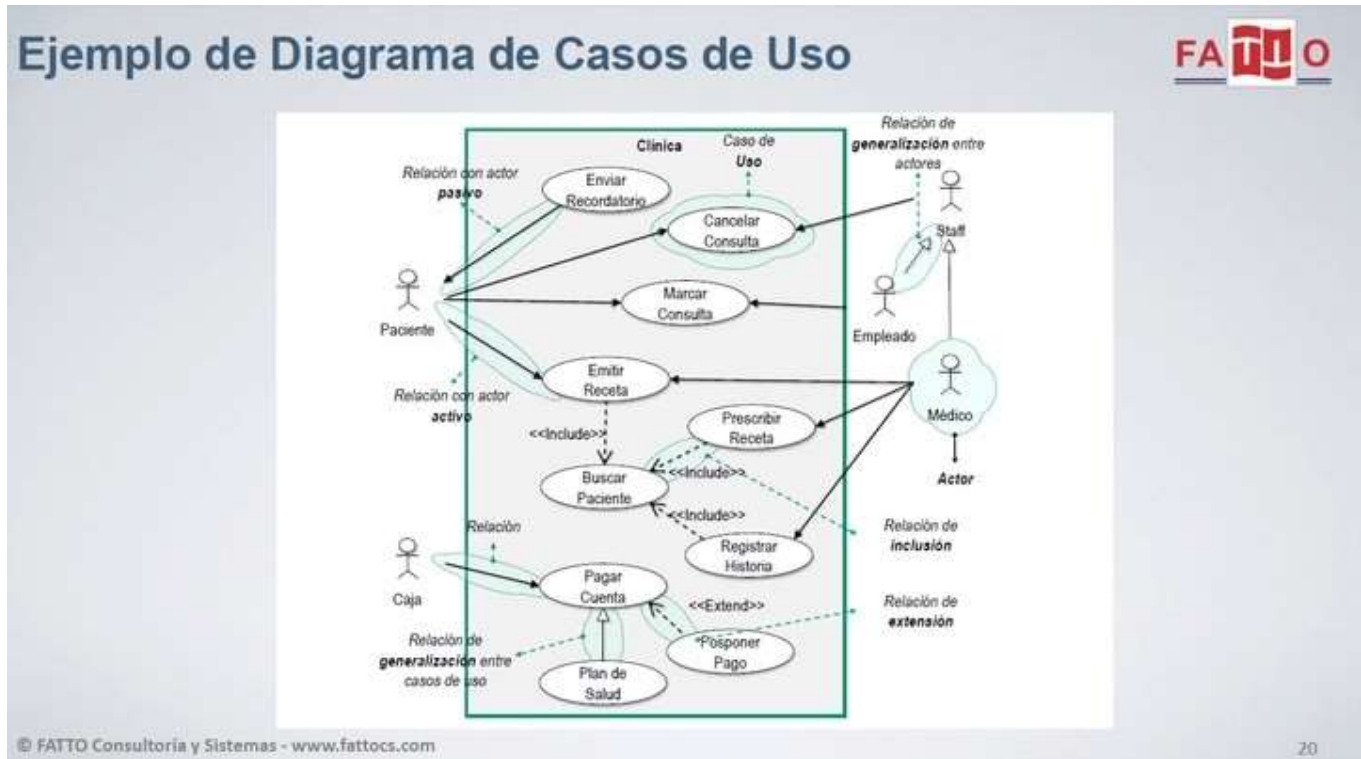 Ejemplo de Diagrama de Casos de Uso
FATTO
Clínica
Caso de
Uso
Relación de
generalización entre
actores
Relación con actor
pasivo
Enviar
Recordatorio
Cancelar
Consulta
Staff
Marcar
Consulta
Paciente
Empleado
Emitir
Receta
Relación con actor
activo
Médico
Prescribir
Receta
<<Include>>
Actor
Buscar
Paciente
<<Include>>
<<Include>>
Relación
Registrar
Historia
Relación de
inclusión
Caja
Pagar
Cuenta
<<Extend>>
Relación de
extensión
Relación de
generalización entre
casos de uso
Posponer
Pago
Plan de
Salud
© FATTO Consultoria y Sistemas - www.fattocs.com
20